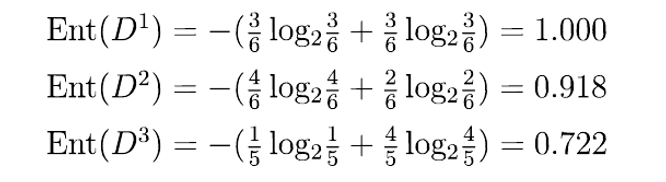 Ent(D¹) = −(3/6 log₂ 3/6 + 3/6 log₂ 3/6) = 1.000
Ent(D²) = −(4/6 log₂ 4/6 + 2/6 log₂ 2/6) = 0.918
Ent(D³) = −(1/5 log₂ 1/5 + 4/5 log₂ 4/5) = 0.722